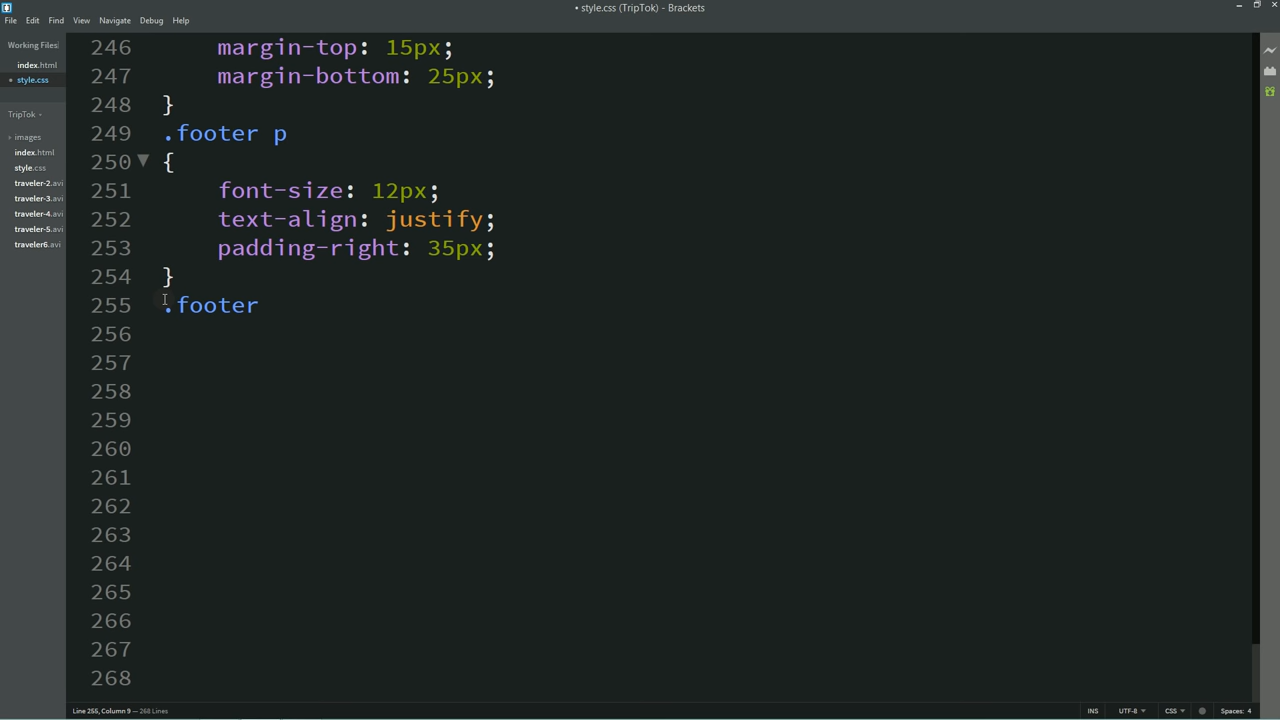 • style.css (TripTok) - Brackets
File Edit Find View Navigate Debug Help
Working Files
index.html
• style.css
TripTok
images
index.html
style.css
traveler-2.avi
traveler-3.avi
traveler-4.avi
traveler-5.avi
traveler6.avi
246 margin-top: 15px;
247 margin-bottom: 25px;
248 }
249 .footer p
250 {
251 font-size: 12px;
252 text-align: justify;
253 padding-right: 35px;
254 }
255 .footer
256
257
258
259
260
261
262
263
264
265
266
267
268
Line 255, Column 9 — 268 Lines
INS UTF-8 CSS Spaces: 4